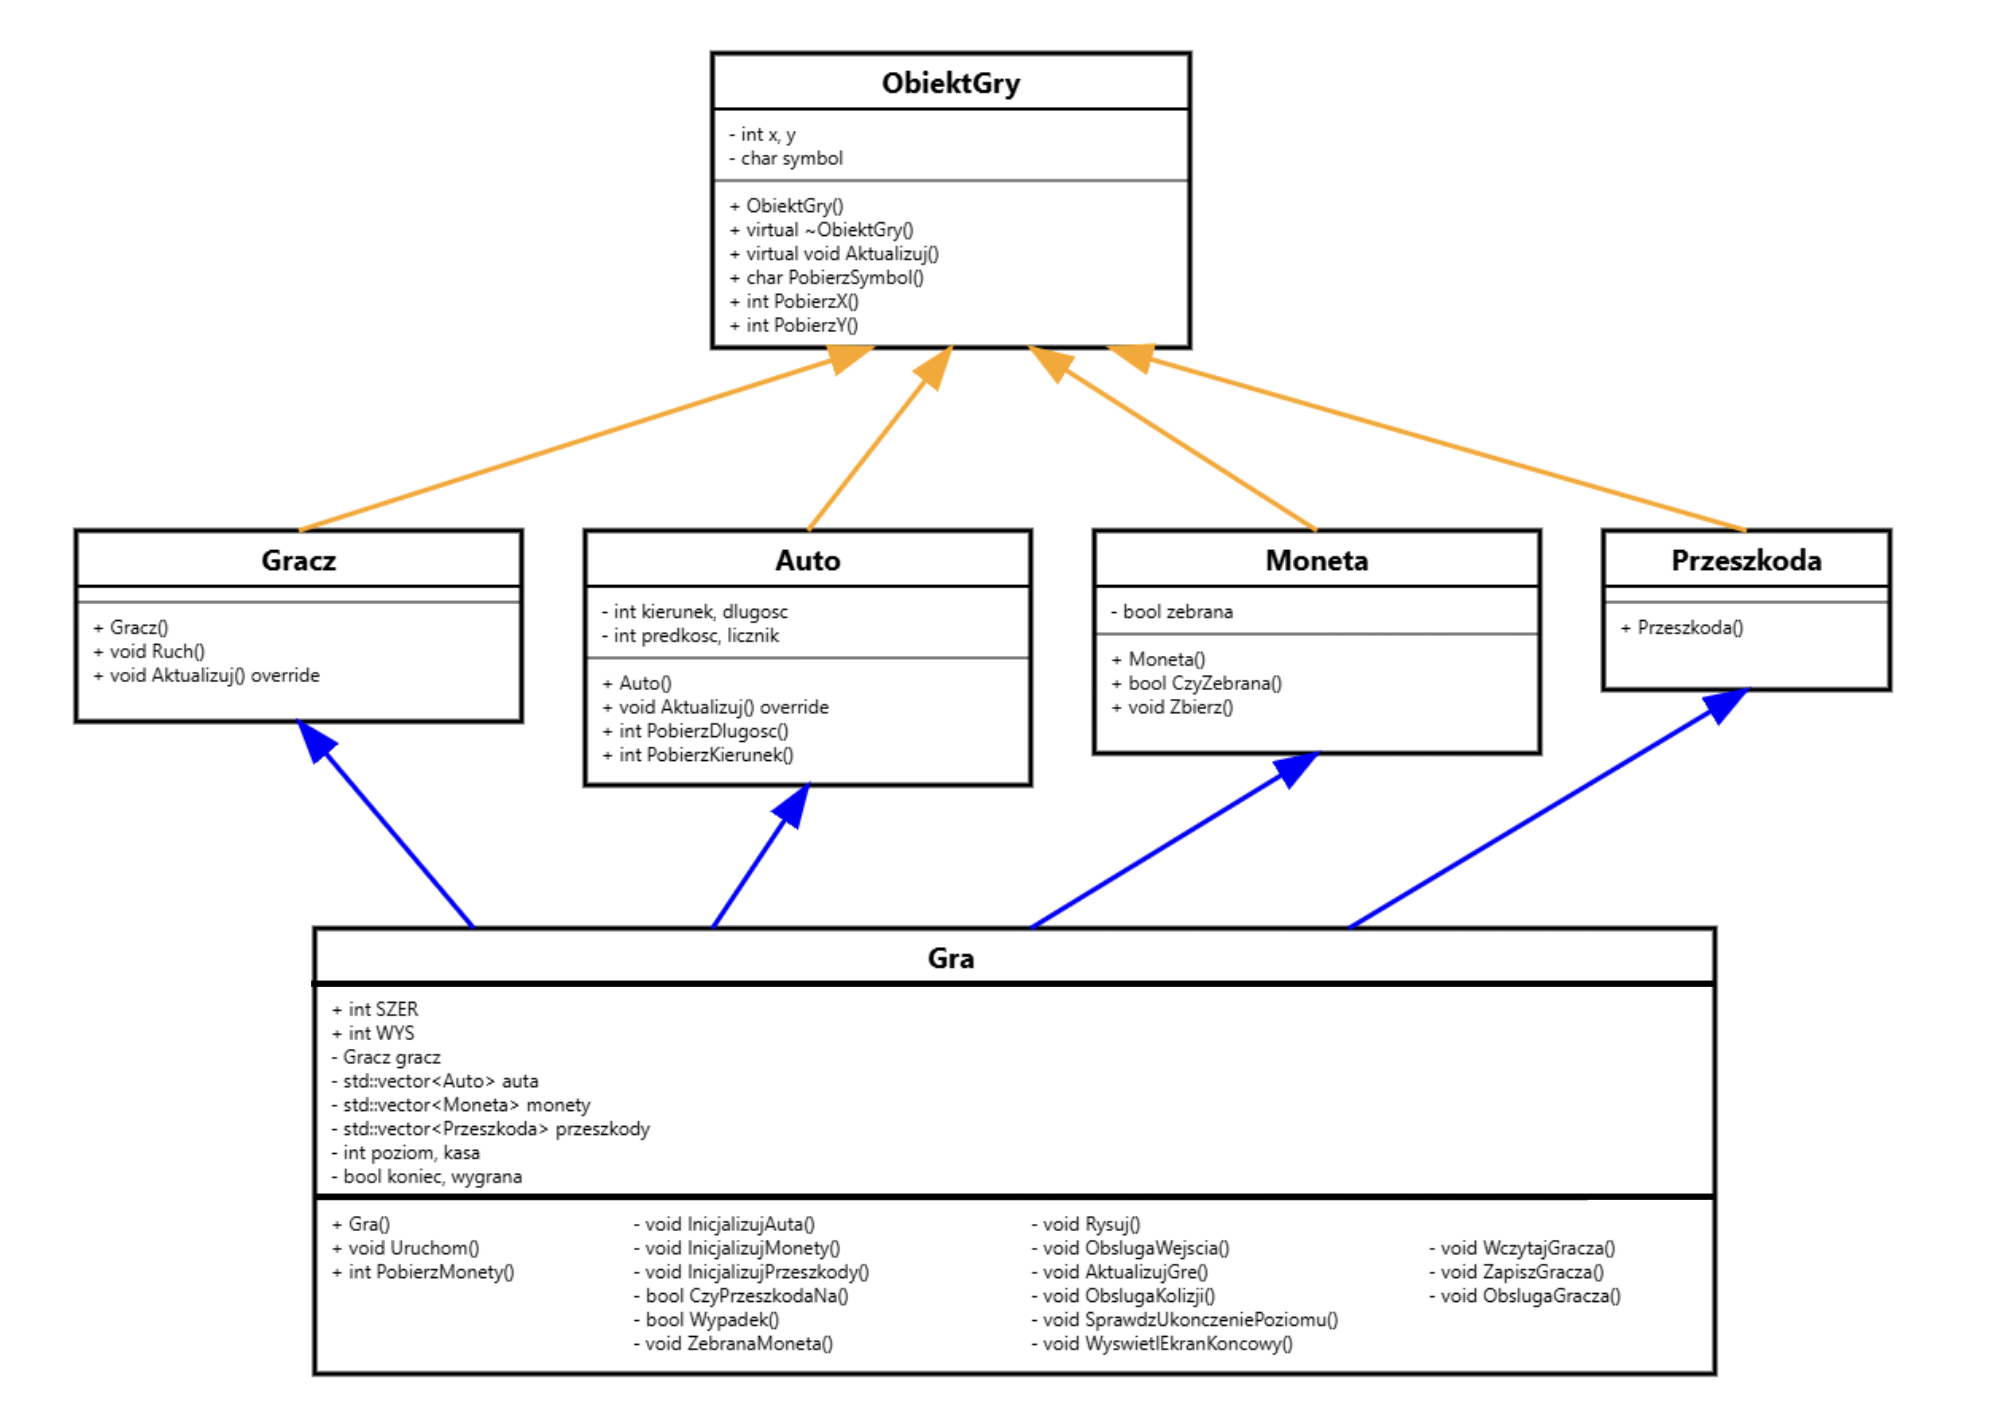 ObiektGry
- int x, y
- char symbol
+ ObiektGry()
+ virtual ~ObiektGry()
+ virtual void Aktualizuj()
+ char PobierzSymbol()
+ int PobierzX()
+ int PobierzY()
Gracz
+ Gracz()
+ void Ruch()
+ void Aktualizuj() override
Auto
- int kierunek, dlugosc
- int predkosc, licznik
+ Auto()
+ void Aktualizuj() override
+ int PobierzDlugosc()
+ int PobierzKierunek()
Moneta
- bool zebrana
+ Moneta()
+ bool CzyZebrana()
+ void Zbierz()
Przeszkoda
+ Przeszkoda()
Gra
+ int SZER
+ int WYS
- Gracz gracz
- std::vector<Auto> auta
- std::vector<Moneta> monety
- std::vector<Przeszkoda> przeszkody
- int poziom, kasa
- bool koniec, wygrana
+ Gra()
+ void Uruchom()
+ int PobierzMonety()
- void InicjalizujAuta()
- void InicjalizujMonety()
- void InicjalizujPrzeszkody()
- bool CzyPrzeszkodaNa()
- bool Wypadek()
- void ZebranaMoneta()
- void Rysuj()
- void ObslugaWejscia()
- void AktualizujGre()
- void ObslugaKolizji()
- void SprawdzUkonczeniePoziomu()
- void WyswietlEkranKoncowy()
- void WczytajGracza()
- void ZapiszGracza()
- void ObslugaGracza()